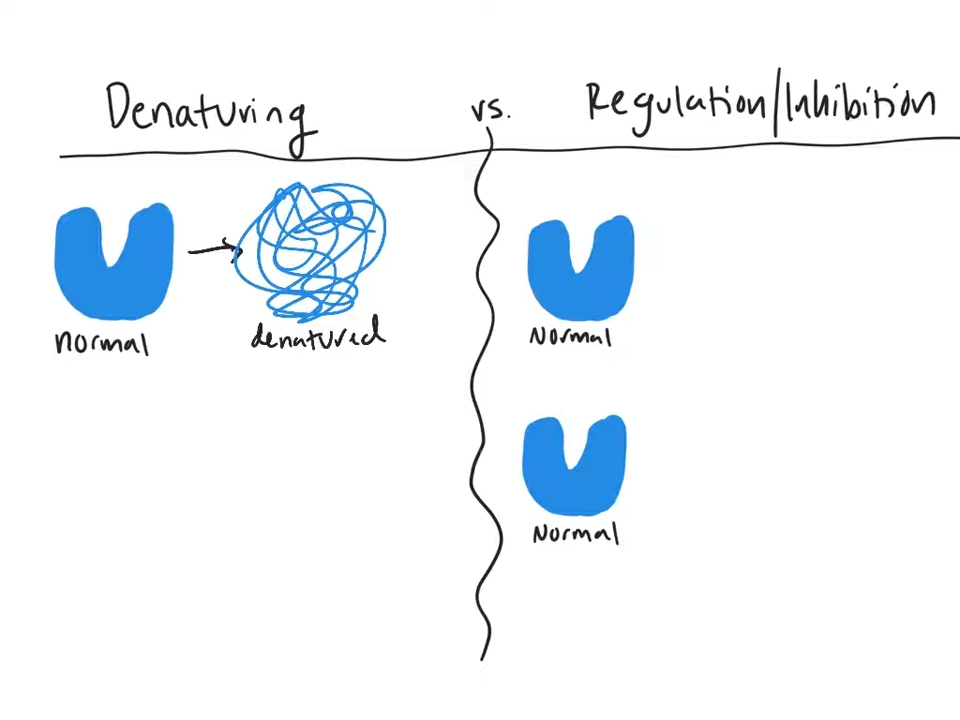 Denaturing vs. Regulation/Inhibition
normal
denatured
Normal
Normal